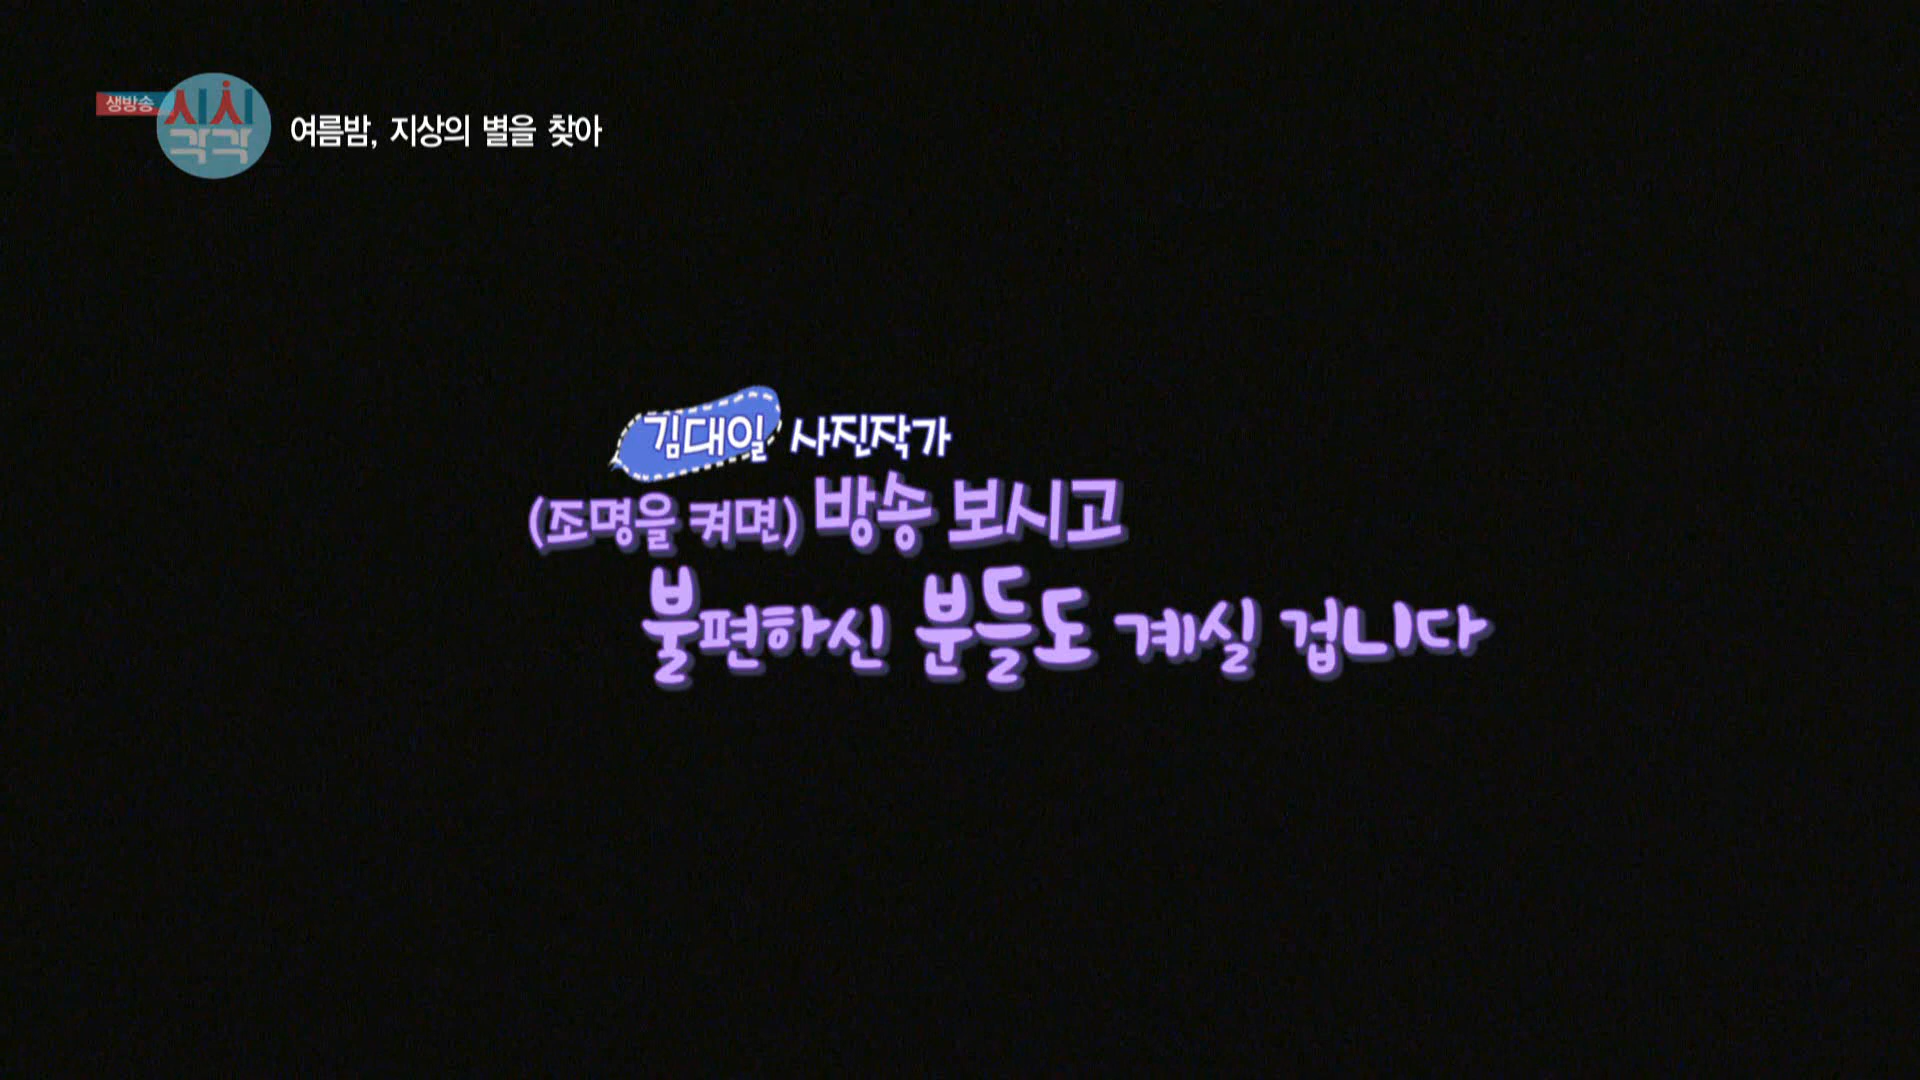 생방송
시시각각
여름밤, 지상의 별을 찾아
김대일 사진작가
(조명을 켜면) 방송 보시고
불편하신 분들도 계실 겁니다